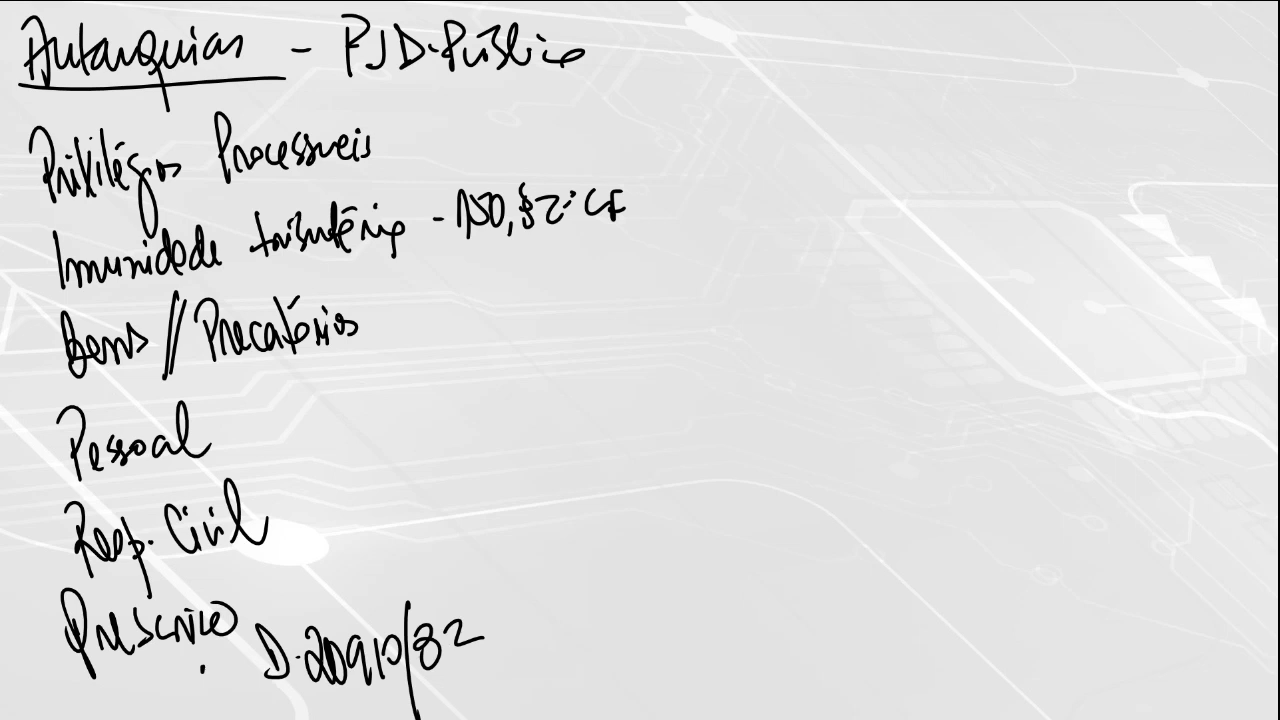 Autarquias - PJD.Público
Privilégios Processuais
Imunidade tributária - 150, § 2º CF
Bens // Precatórios
Pessoal
Resp. Civil
Prescrição D. 20910/32